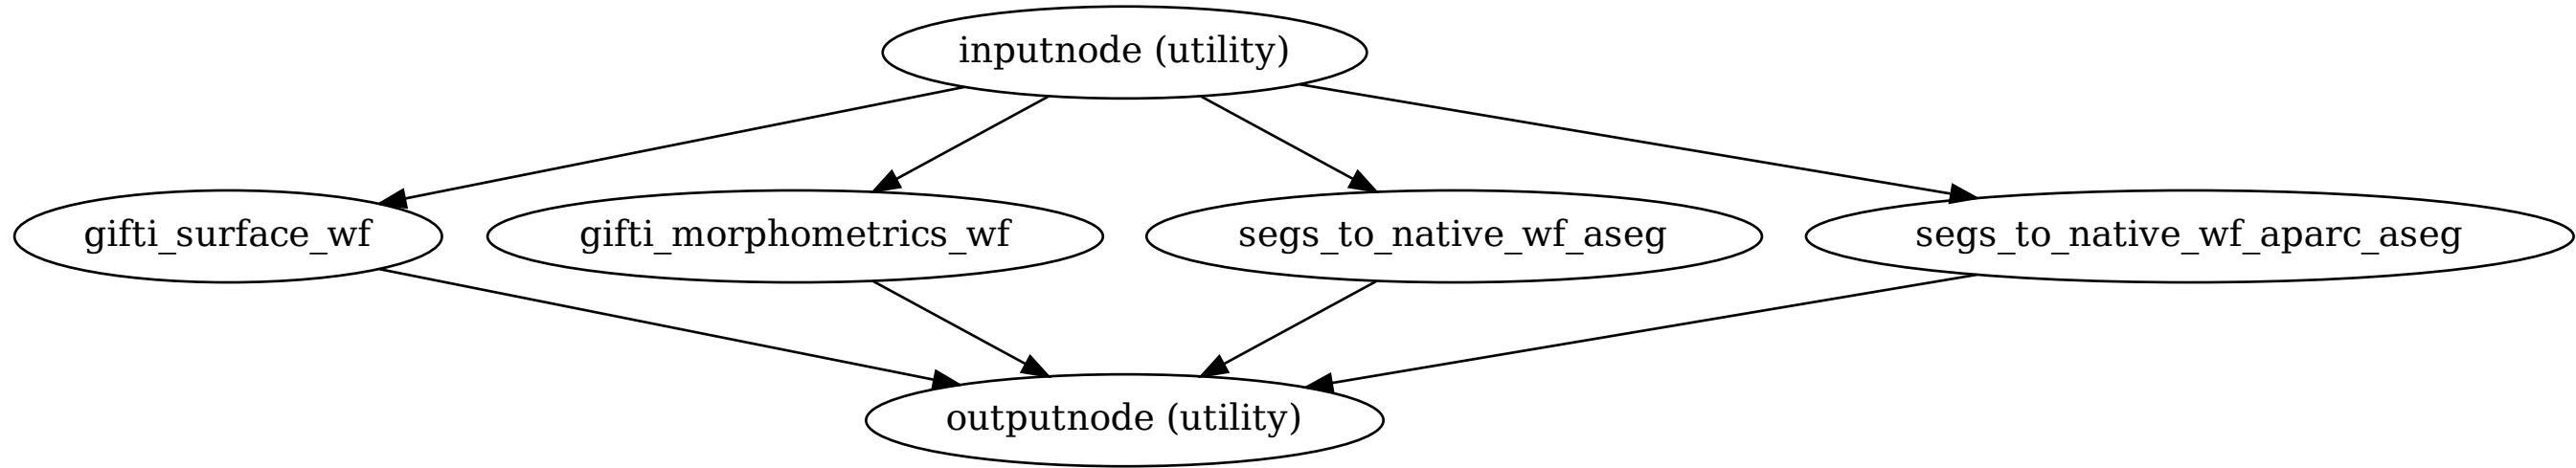 inputnode (utility)
gifti_surface_wf
gifti_morphometrics_wf
segs_to_native_wf_aseg
segs_to_native_wf_aparc_aseg
outputnode (utility)